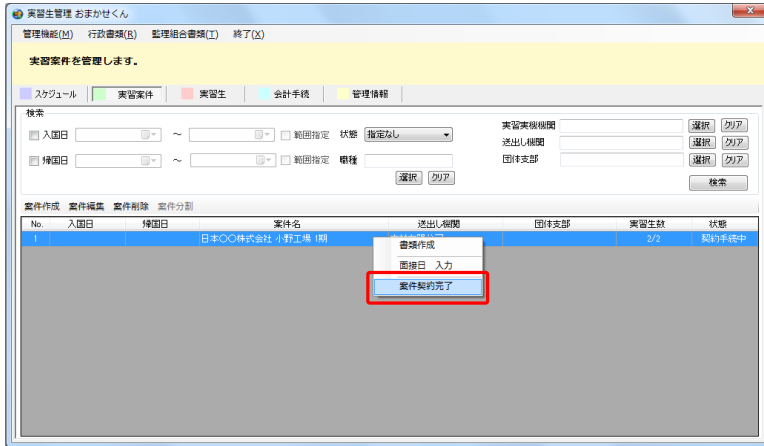 実習生管理 おまかせくん
管理機能(M) 行政書類(R) 監理組合書類(T) 終了(X)
実習案件を管理します。
スケジュール 実習案件 実習生 会計手続 管理情報
検索
入国日 ～ 範囲指定 状態 指定なし 実習実機機関 選択 クリア
送出し機関 選択 クリア
帰国日 ～ 範囲指定 職種 団体支部 選択 クリア
選択 クリア 検索
案件作成 案件編集 案件削除 案件分割
No. 入国日 帰国日 案件名 送出し機関 団体支部 実習生数 状態
1 日本〇〇株式会社 小野工場 1期 2/2 契約手続中
書類作成
面接日 入力
案件契約完了